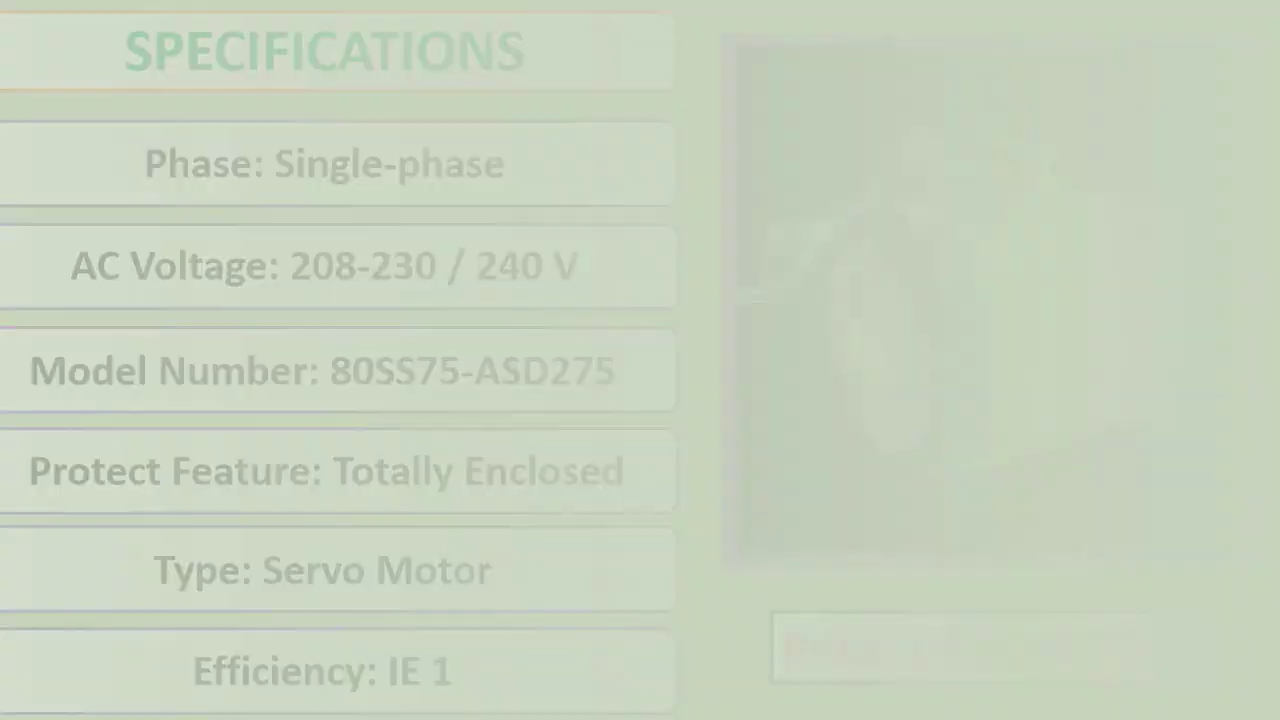 SPECIFICATIONS
Phase: Single-phase
AC Voltage: 208-230 / 240 V
Model Number: 80SS75-ASD275
Protect Feature: Totally Enclosed
Type: Servo Motor
Efficiency: IE 1